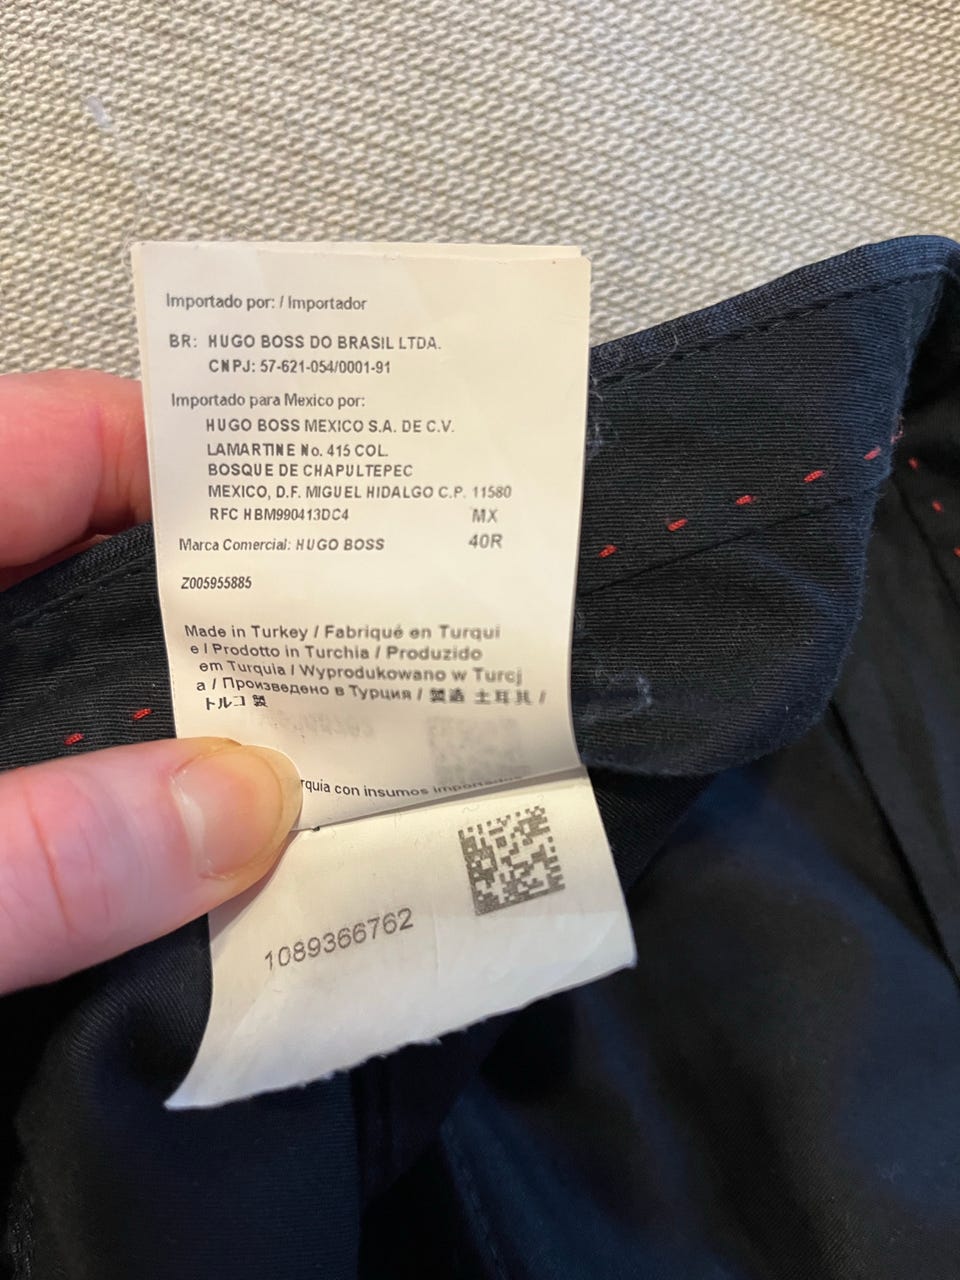 Importado por: / Importador
BR: HUGO BOSS DO BRASIL LTDA.
CNPJ: 57-621-054/0001-91
Importado para Mexico por:
HUGO BOSS MEXICO S.A. DE C.V.
LAMARTINE No. 415 COL.
BOSQUE DE CHAPULTEPEC
MEXICO, D.F. MIGUEL HIDALGO C.P. 11580
RFC HBM990413DC4 MX
Marca Comercial: HUGO BOSS 40R
Z005955885
Made in Turkey / Fabriqué en Turqui
e / Prodotto in Turchia / Produzido
em Turquia / Wyprodukowano w Turcj
a / Произведено в Турция / 製造 土耳其 /
トルコ 製
rquia con insumos importados
1089366762